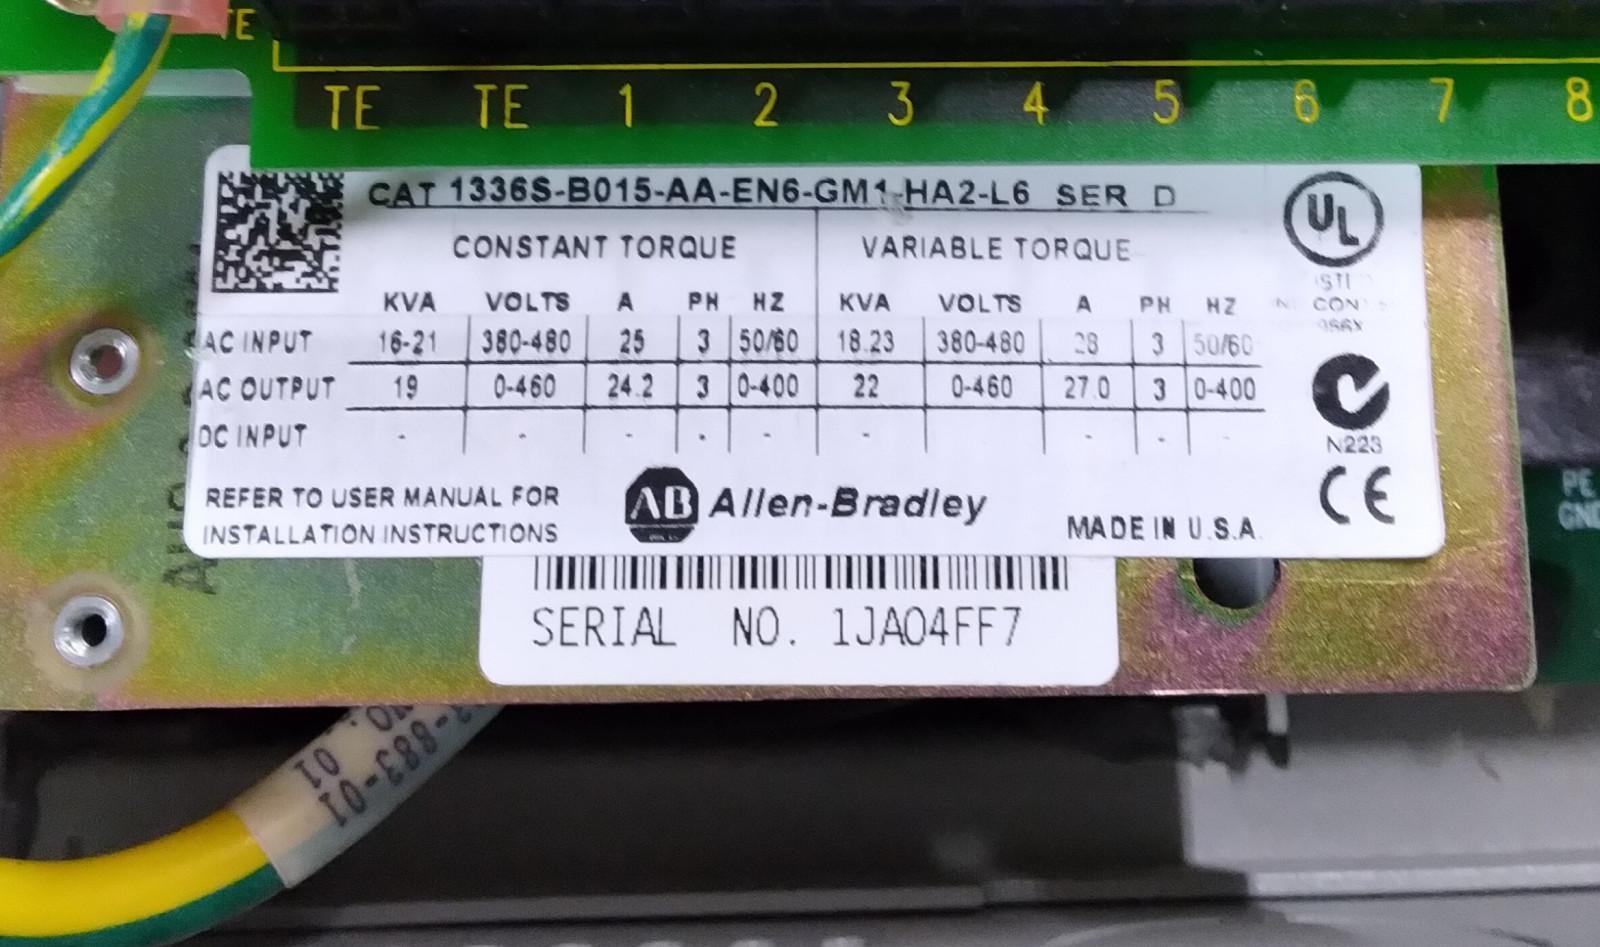 TE
TE TE 1 2 3 4 5 6 7 8
CAT 1336S-B015-AA-EN6-GM1-HA2-L6 SER D
CONSTANT TORQUE VARIABLE TORQUE
KVA VOLTS A PH HZ KVA VOLTS A PH HZ
AC INPUT 16-21 380-480 25 3 50/60 18.23 380-480 28 3 50/60
AC OUTPUT 19 0-460 24.2 3 0-400 22 0-460 27.0 3 0-400
DC INPUT - - - - - - - - -
UL
N223
CE
REFER TO USER MANUAL FOR
INSTALLATION INSTRUCTIONS
AB Allen-Bradley
MADE IN U.S.A.
SERIAL NO. 1JA04FF7
PE
GND
-883-01
01